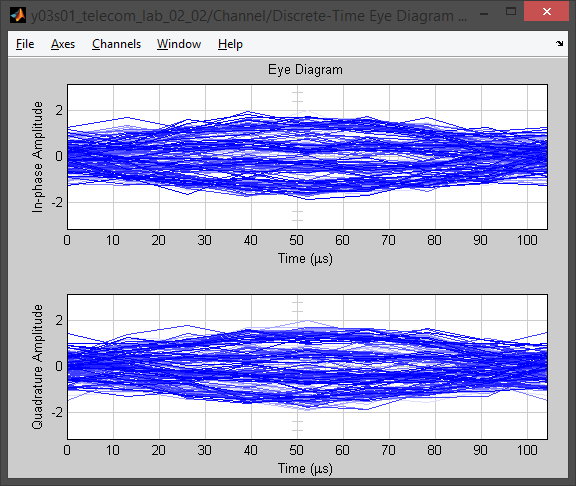 y03s01_telecom_lab_02_02/Channel/Discrete-Time Eye Diagram ...
File Axes Channels Window Help
Eye Diagram
In-phase Amplitude
2
0
-2
0 10 20 30 40 50 60 70 80 90 100
Time (µs)
Quadrature Amplitude
2
0
-2
0 10 20 30 40 50 60 70 80 90 100
Time (µs)